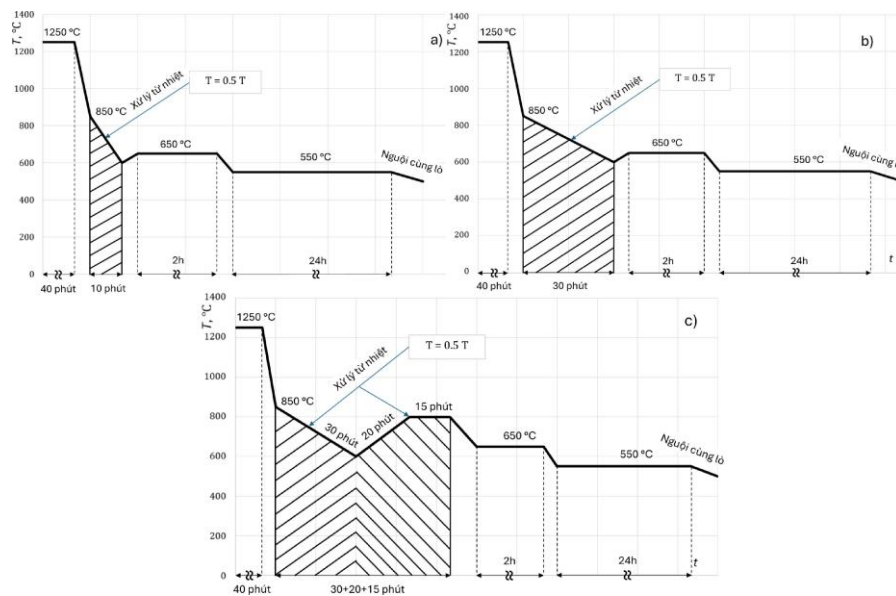 1400
1200
1000
800
600
400
200
0
T, °C
1250 °C
a)
Xử lý từ nhiệt
T = 0.5 T
850 °C
650 °C
550 °C
Nguội cùng lò
2h
24h
40 phút
10 phút
1400
1200
1000
800
600
400
200
0
T, °C
1250 °C
b)
Xử lý từ nhiệt
T = 0.5 T
850 °C
650 °C
550 °C
Nguội cùng l
2h
24h
t
40 phút
30 phút
1400
1200
1000
800
600
400
200
0
T, °C
1250 °C
c)
Xử lý từ nhiệt
T = 0.5 T
850 °C
30 phút
20 phút
15 phút
650 °C
550 °C
Nguội cùng lò
2h
24h
t
40 phút
30+20+15 phút